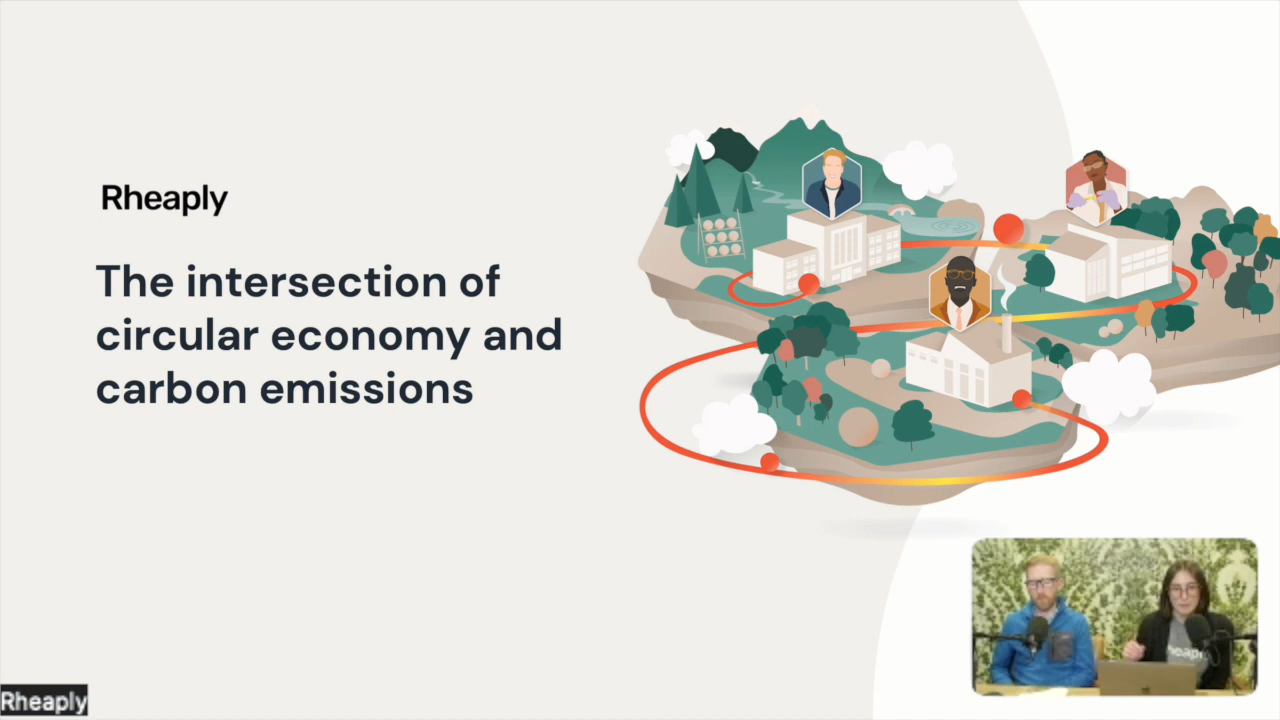 Rheaply
The intersection of
circular economy and
carbon emissions
Rheaply